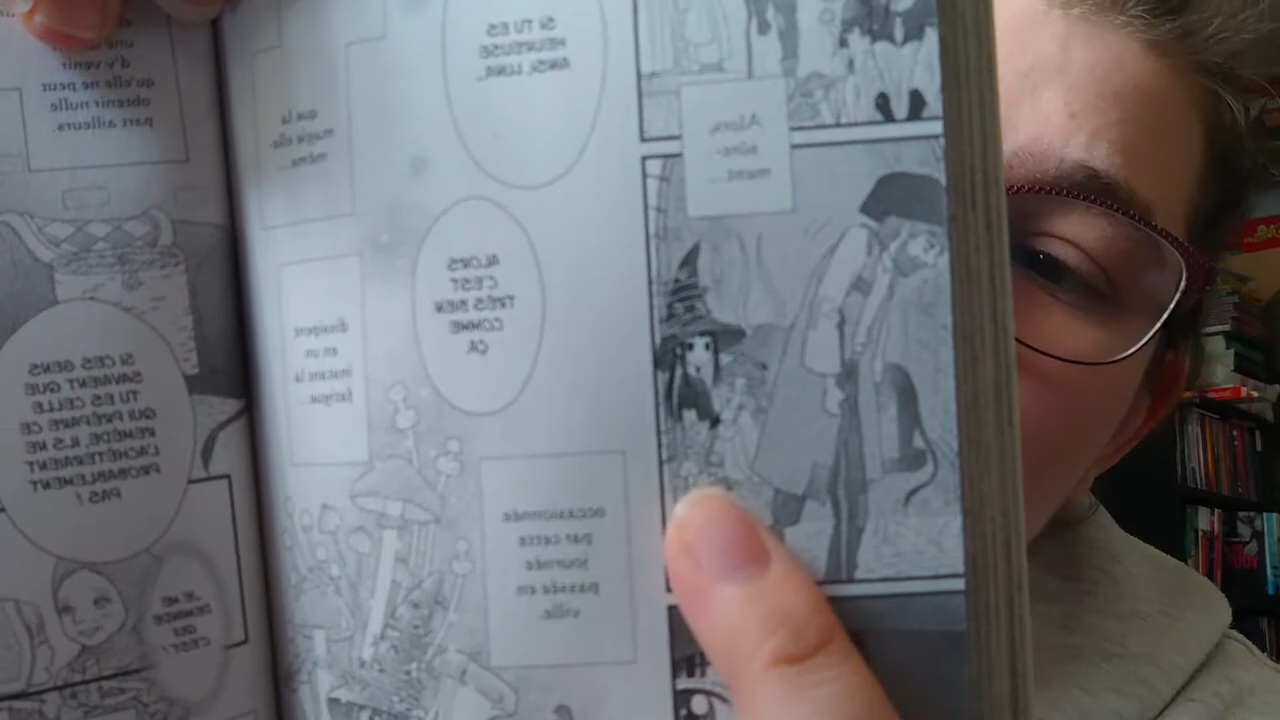 une
d'y venir
qu'elle ne peut
obtenir nulle
part ailleurs.
SI CES GENS
SAVAIENT QUE
TU ES CELLE
QUI PRÉPARE CE
REMÈDE, ILS NE
L'ACHÈTERAIENT
PROBABLEMENT
PAS !
JE ME
DEMANDE
QUI
C'EST !
que la
magie elle-
même...
dissipent
en un
instant la
fatigue...
occasionnée
par cette
journée
passée en
ville.
SI TU ES
HEUREUSE
AINSI, LUNA...
ALORS
C'EST
TRÈS BIEN
COMME
ÇA.
Alors,
sûre-
ment...